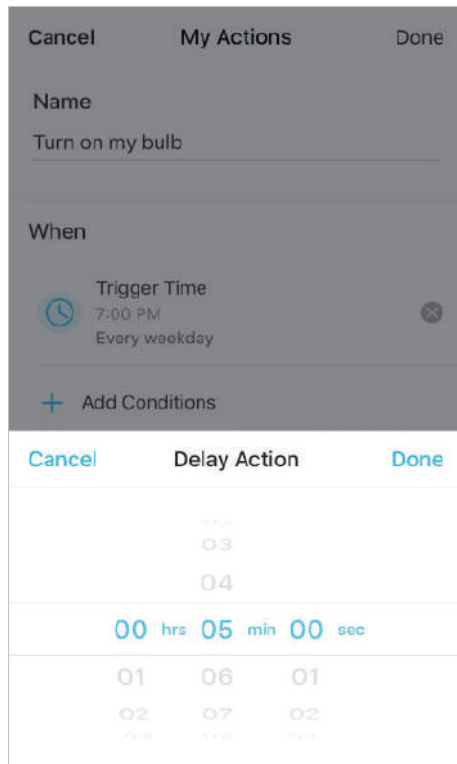 Cancel My Actions Done
Name
Turn on my bulb
When
Trigger Time
7:00 PM
Every weekday
Add Conditions
Cancel Delay Action Done
03
04
00 hrs 05 min 00 sec
01 06 01
02 07 02